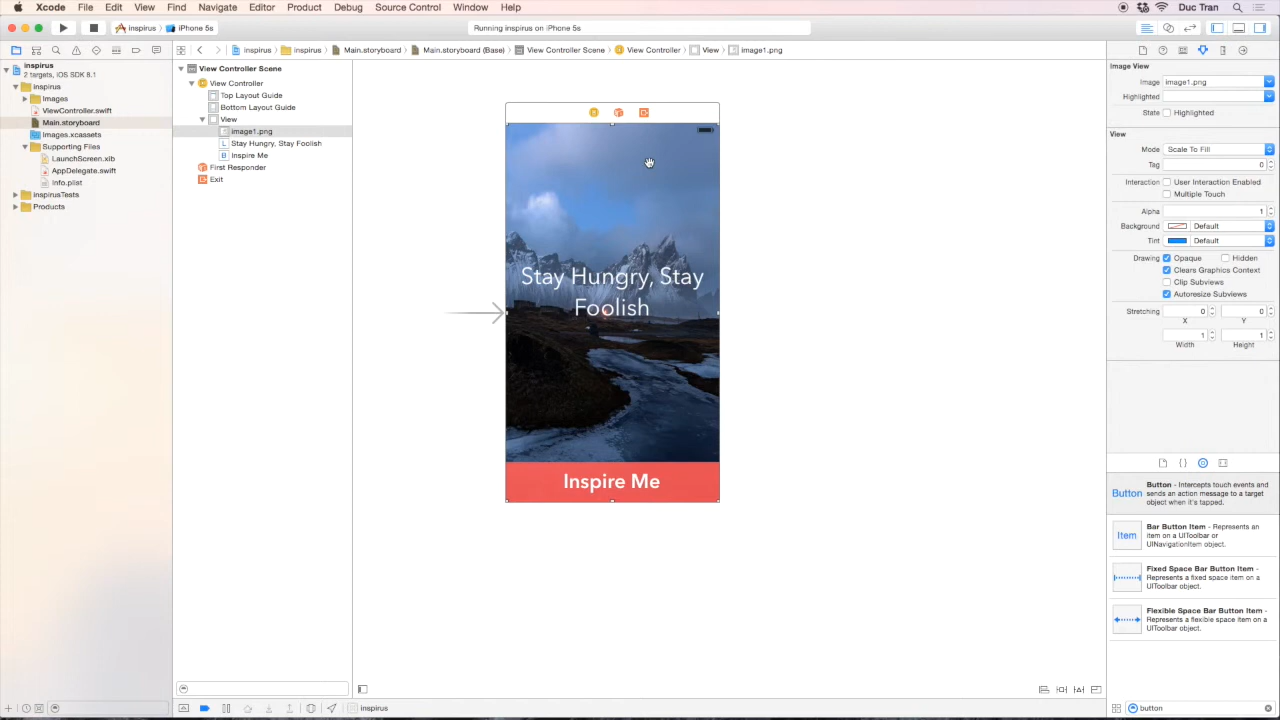 Xcode File Edit View Find Navigate Editor Product Debug Source Control Window Help Duc Tran
inspirus iPhone 5s Running inspirus on iPhone 5s
inspirus inspirus Main.storyboard Main.storyboard (Base) View Controller Scene View Controller View image1.png
inspirus
2 targets, iOS SDK 8.1
inspirus
Images
ViewController.swift
Main.storyboard
Images.xcassets
Supporting Files
LaunchScreen.xib
AppDelegate.swift
Info.plist
inspirusTests
Products
View Controller Scene
View Controller
Top Layout Guide
Bottom Layout Guide
View
image1.png
L Stay Hungry, Stay Foolish
B Inspire Me
First Responder
Exit
Stay Hungry, Stay
Foolish
Inspire Me
Image View
Image image1.png
Highlighted
State Highlighted
View
Mode Scale To Fill
Tag 0
Interaction User Interaction Enabled
Multiple Touch
Alpha 1
Background Default
Tint Default
Drawing Opaque Hidden
Clears Graphics Context
Clip Subviews
Autoresize Subviews
Stretching 0 0
X Y
1 1
Width Height
Button Button - Intercepts touch events and
sends an action message to a target
object when it's tapped.
Item Bar Button Item - Represents an
item on a UIToolbar or
UINavigationItem object.
Fixed Space Bar Button Item -
Represents a fixed space item on a
UIToolbar object.
Flexible Space Bar Button Item -
Represents a flexible space item on a
UIToolbar object.
inspirus
button